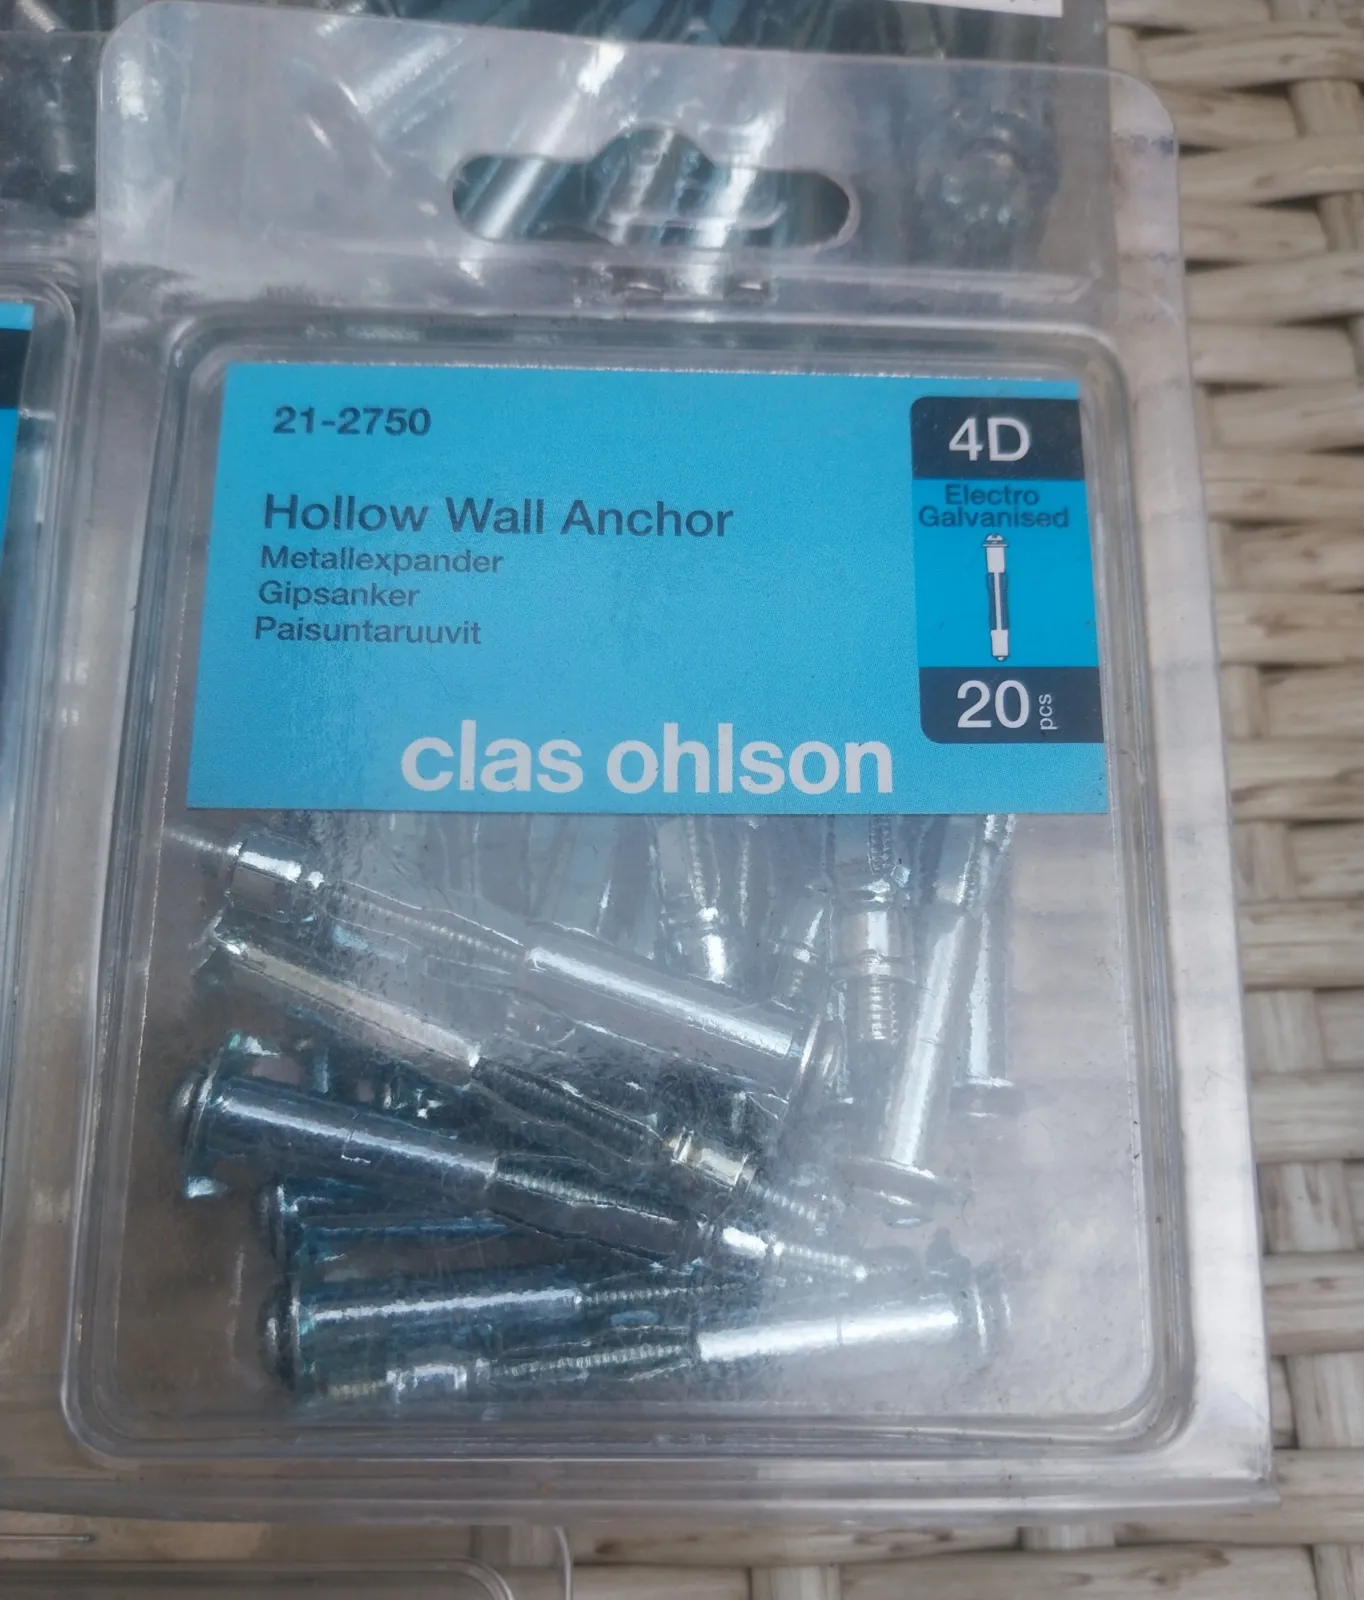 21-2750
Hollow Wall Anchor
Metallexpander
Gipsanker
Paisuntaruuvit
clas ohlson
4D
Electro
Galvanised
20 pcs